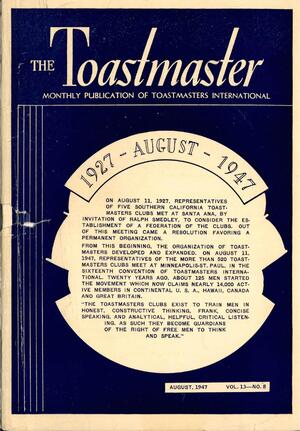 THE Toastmaster
MONTHLY PUBLICATION OF TOASTMASTERS INTERNATIONAL
1927 - AUGUST - 1947
ON AUGUST 11, 1927, REPRESENTATIVES
OF FIVE SOUTHERN CALIFORNIA TOAST-
MASTERS CLUBS MET AT SANTA ANA, BY
INVITATION OF RALPH SMEDLEY, TO CONSIDER THE ES-
TABLISHMENT OF A FEDERATION OF THE CLUBS. OUT
OF THIS MEETING CAME A RESOLUTION FAVORING A
PERMANENT ORGANIZATION.
FROM THIS BEGINNING, THE ORGANIZATION OF TOAST-
MASTERS DEVELOPED AND EXPANDED. ON AUGUST 11,
1947, REPRESENTATIVES OF THE MORE THAN 520 TOAST-
MASTERS CLUBS MEET AT MINNEAPOLIS-ST. PAUL, IN THE
SIXTEENTH CONVENTION OF TOASTMASTERS INTERNA-
TIONAL. TWENTY YEARS AGO, ABOUT 125 MEN STARTED
THE MOVEMENT WHICH NOW CLAIMS NEARLY 14,000 AC-
TIVE MEMBERS IN CONTINENTAL U. S. A., HAWAII, CANADA
AND GREAT BRITAIN.
"THE TOASTMASTERS CLUBS EXIST TO TRAIN MEN IN
HONEST, CONSTRUCTIVE THINKING, FRANK, CONCISE
SPEAKING, AND ANALYTICAL, HELPFUL, CRITICAL LISTEN-
ING. AS SUCH THEY BECOME GUARDIANS
OF THE RIGHT OF FREE MEN TO THINK
AND SPEAK."
AUGUST, 1947 VOL. 13—NO. 8